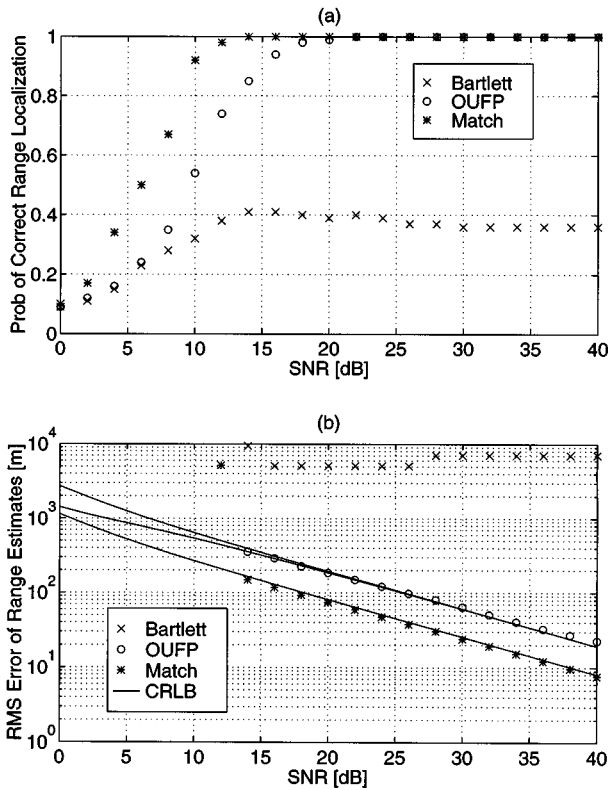 (a)
Prob of Correct Range Localization
1
0.8
0.6
0.4
0.2
0
× Bartlett
o OUFP
* Match
0 5 10 15 20 25 30 35 40
SNR [dB]
(b)
RMS Error of Range Estimates [m]
10^4
10^3
10^2
10^1
10^0
× Bartlett
o OUFP
* Match
— CRLB
0 5 10 15 20 25 30 35 40
SNR [dB]